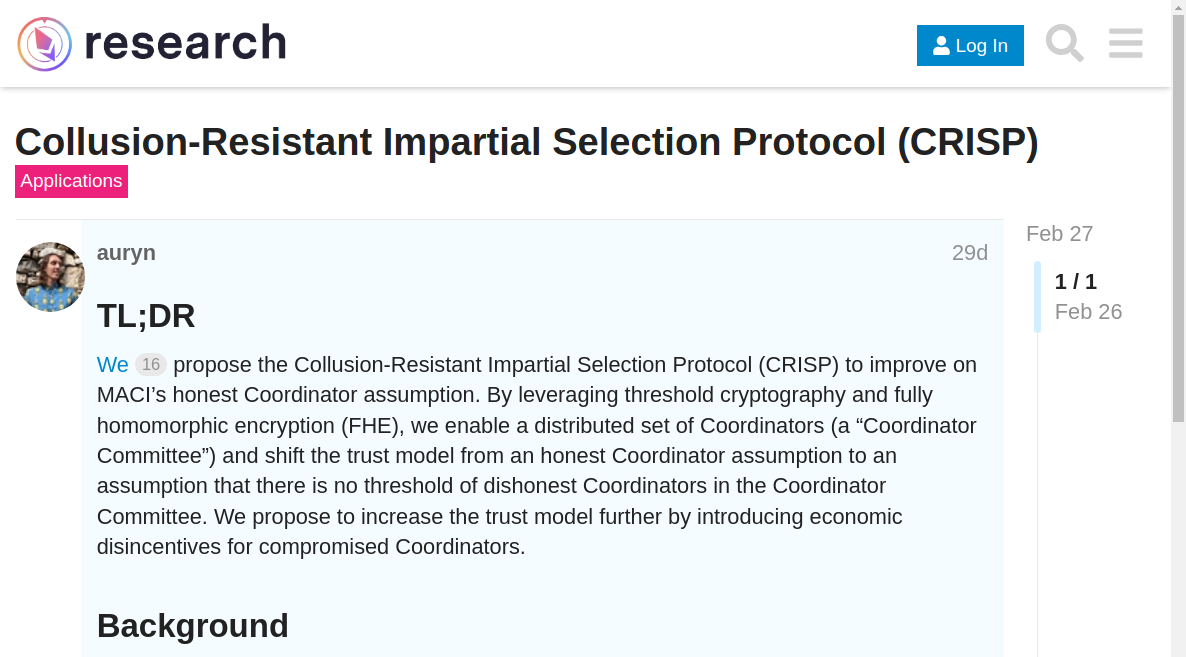 research
Log In
Collusion-Resistant Impartial Selection Protocol (CRISP)
Applications
auryn
29d
Feb 27
1 / 1
Feb 26
TL;DR
We 16 propose the Collusion-Resistant Impartial Selection Protocol (CRISP) to improve on
MACI’s honest Coordinator assumption. By leveraging threshold cryptography and fully
homomorphic encryption (FHE), we enable a distributed set of Coordinators (a “Coordinator
Committee”) and shift the trust model from an honest Coordinator assumption to an
assumption that there is no threshold of dishonest Coordinators in the Coordinator
Committee. We propose to increase the trust model further by introducing economic
disincentives for compromised Coordinators.
Background